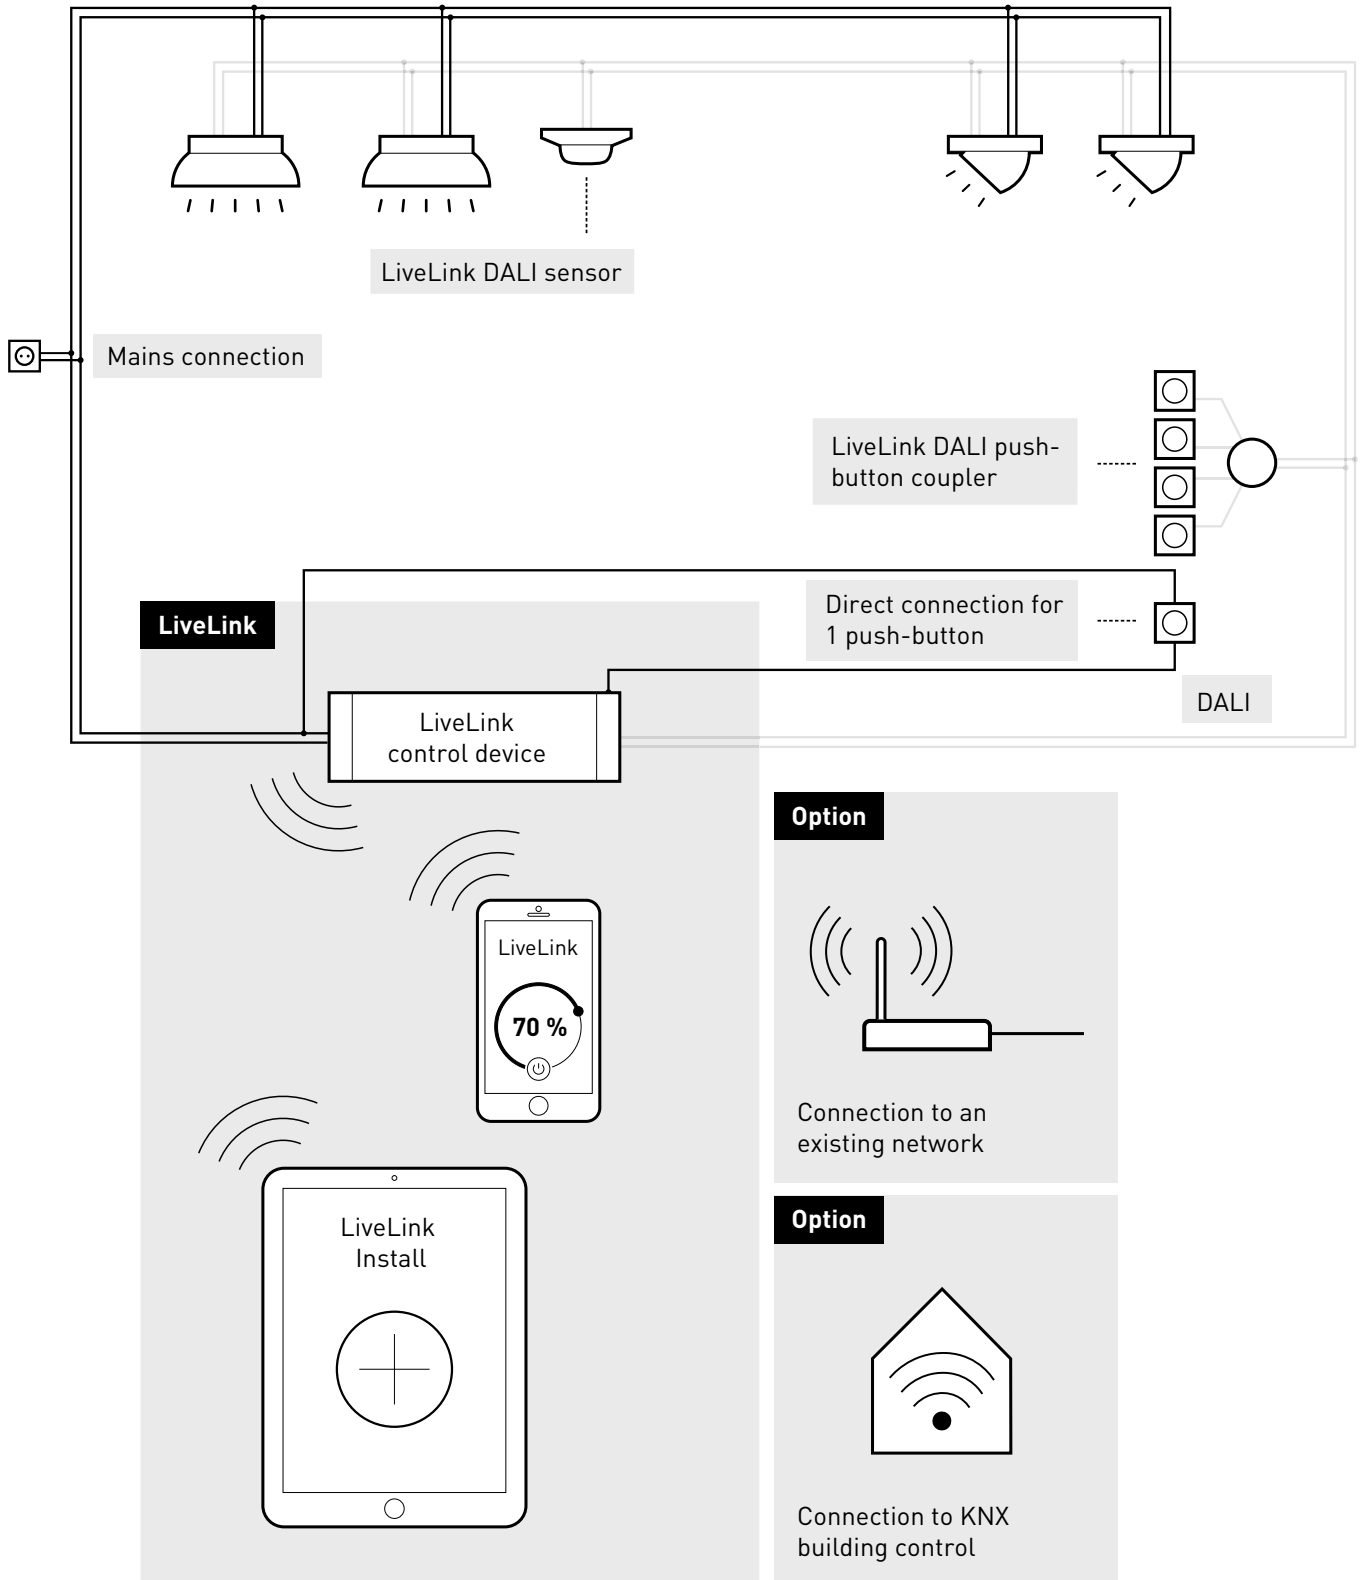 LiveLink DALI sensor
Mains connection
LiveLink DALI push-
button coupler
Direct connection for
1 push-button
LiveLink
DALI
LiveLink
control device
Option
LiveLink
70 %
Connection to an
existing network
Option
LiveLink
Install
Connection to KNX
building control